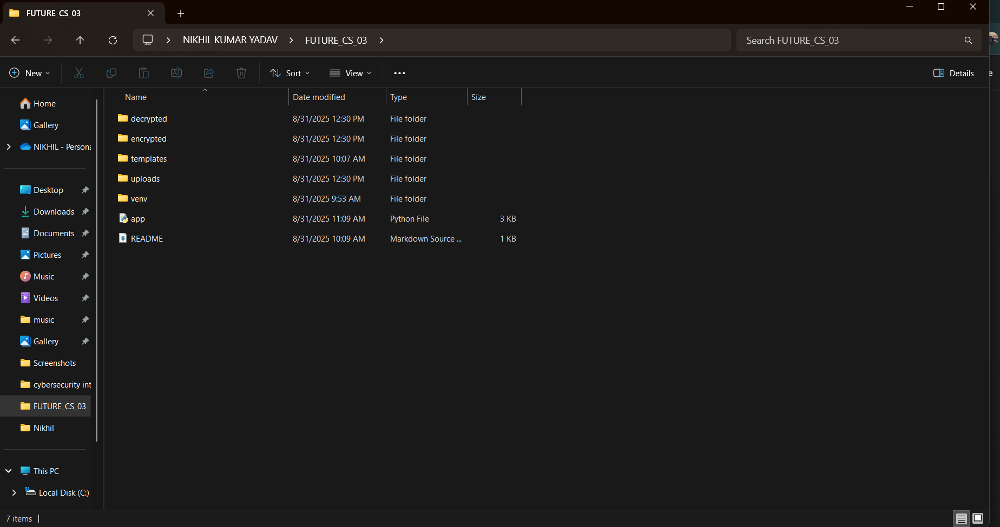 FUTURE_CS_03
NIKHIL KUMAR YADAV FUTURE_CS_03
Search FUTURE_CS_03
New Sort View Details
Name Date modified Type Size
decrypted 8/31/2025 12:30 PM File folder
encrypted 8/31/2025 12:30 PM File folder
templates 8/31/2025 10:07 AM File folder
uploads 8/31/2025 12:30 PM File folder
venv 8/31/2025 9:53 AM File folder
app 8/31/2025 11:09 AM Python File 3 KB
README 8/31/2025 10:09 AM Markdown Source ... 1 KB
Home
Gallery
NIKHIL - Persona
Desktop
Downloads
Documents
Pictures
Music
Videos
music
Gallery
Screenshots
cybersecurity int
FUTURE_CS_03
Nikhil
This PC
Local Disk (C:)
7 items